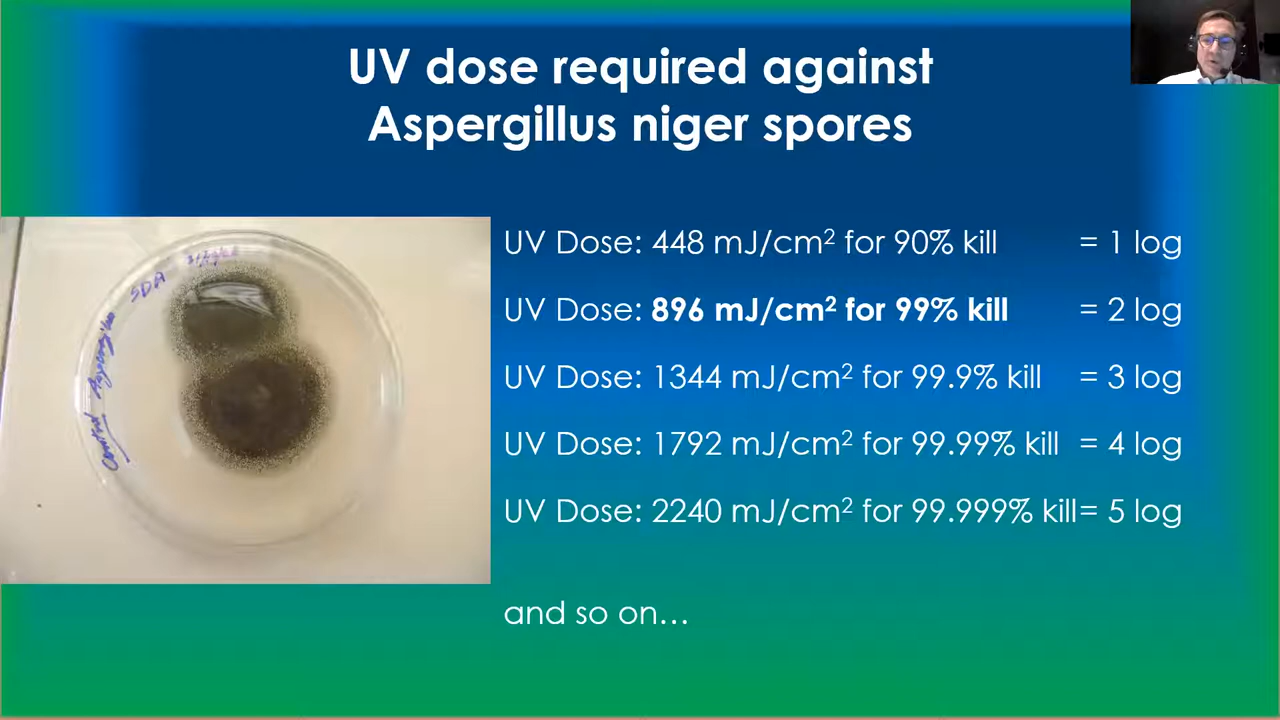 UV dose required against
Aspergillus niger spores
SDA
Control Aspergillus
UV Dose: 448 mJ/cm² for 90% kill = 1 log
UV Dose: 896 mJ/cm² for 99% kill = 2 log
UV Dose: 1344 mJ/cm² for 99.9% kill = 3 log
UV Dose: 1792 mJ/cm² for 99.99% kill = 4 log
UV Dose: 2240 mJ/cm² for 99.999% kill= 5 log
and so on...